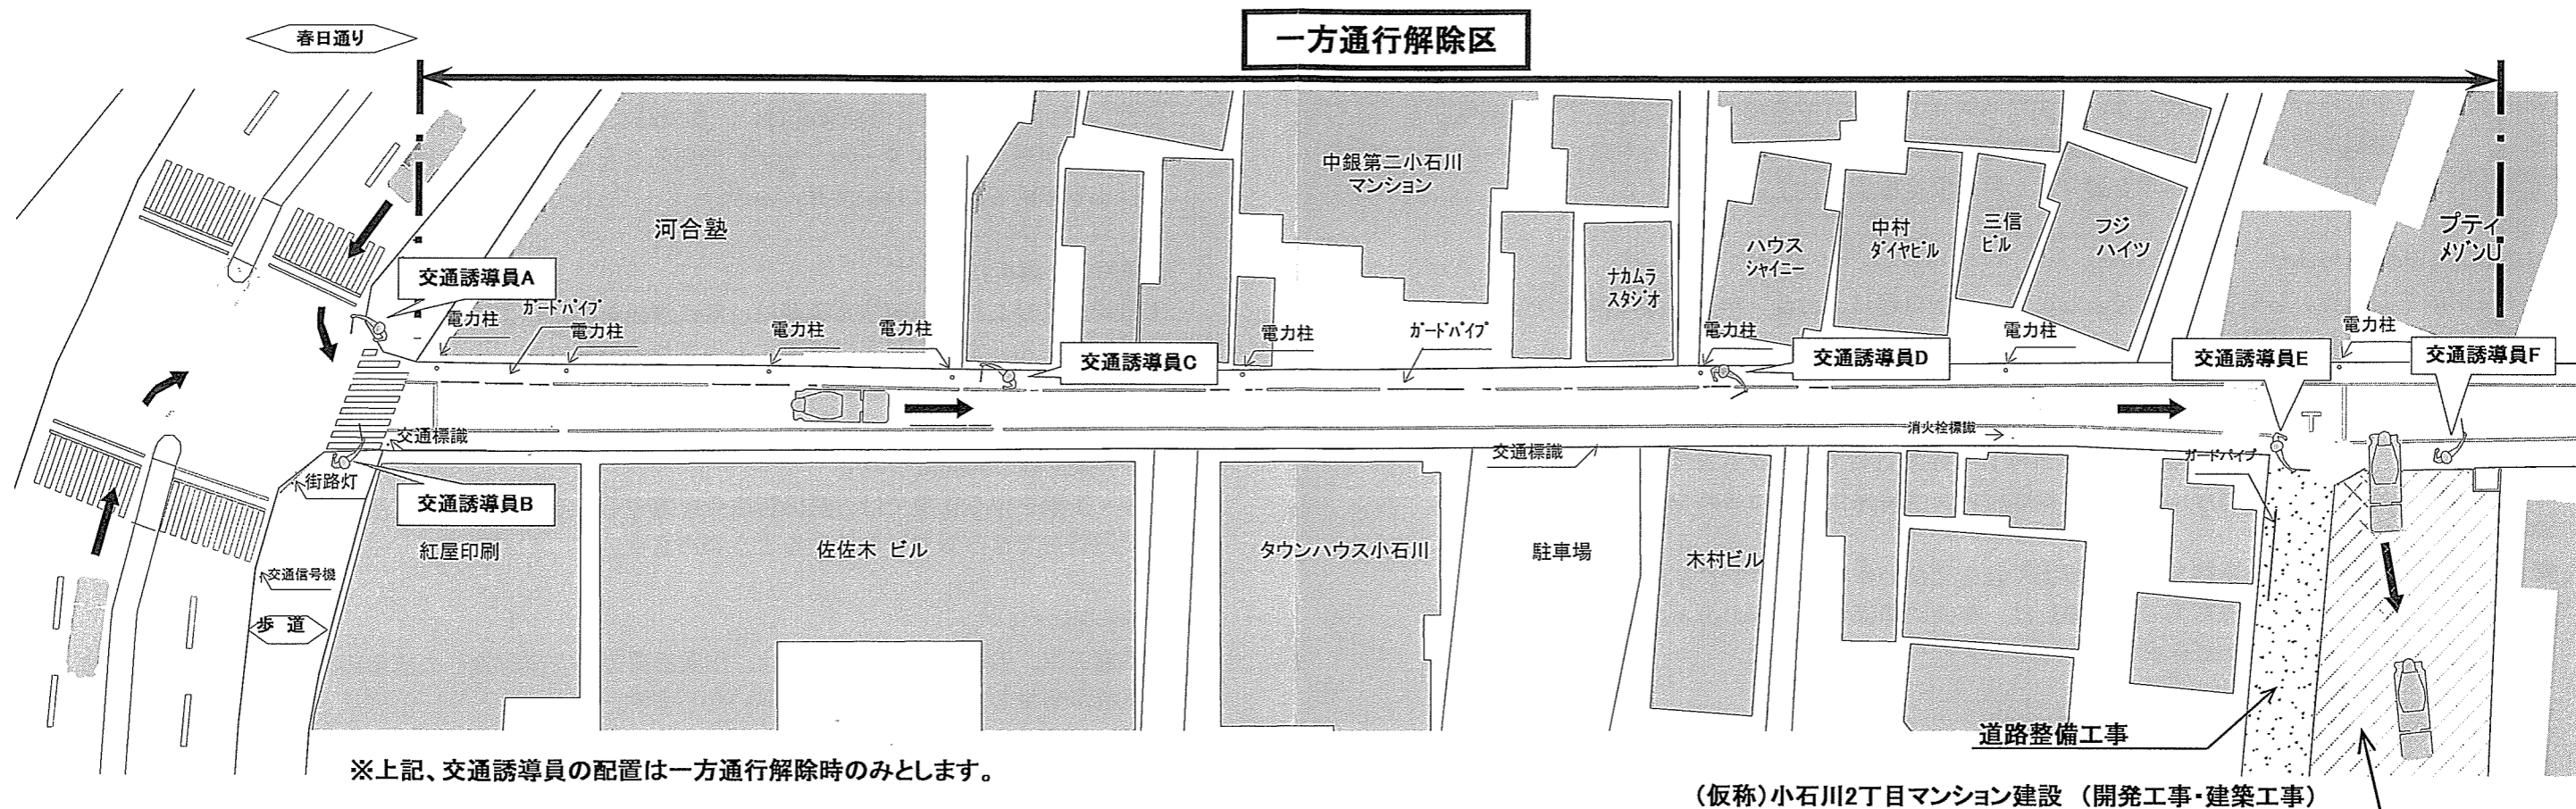 春日通り
一方通行解除区
河合塾
中銀第二小石川
マンション
ナカムラ
スタジオ
ハウス
シャイニー
中村
ダイヤビル
三信
ビル
フジ
ハイツ
プティ
メゾンU
交通誘導員A
電力柱
ガードパイプ
電力柱
電力柱
電力柱
交通誘導員C
電力柱
ガードパイプ
電力柱
交通誘導員D
電力柱
交通誘導員E
電力柱
交通誘導員F
交通標識
街路灯
交通誘導員B
交通標識
消火栓標識
ガードパイプ
紅屋印刷
佐佐木 ビル
タウンハウス小石川
駐車場
木村ビル
交通信号機
歩 道
道路整備工事
※上記、交通誘導員の配置は一方通行解除時のみとします。
(仮称)小石川2丁目マンション建設 (開発工事・建築工事)